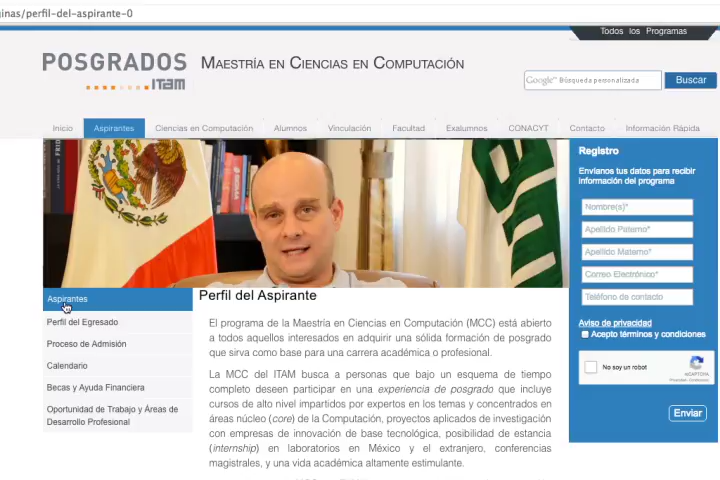 ginas/perfil-del-aspirante-0
Todos los Programas
POSGRADOS
ITAM
MAESTRÍA EN CIENCIAS EN COMPUTACIÓN
Google™ Búsqueda personalizada
Buscar
Inicio
Aspirantes
Ciencias en Computación
Alumnos
Vinculación
Facultad
Exalumnos
CONACYT
Contacto
Información Rápida
Registro
Envíanos tus datos para recibir
información del programa
Nombre(s)*
Apellido Paterno*
Apellido Materno*
Correo Electrónico*
Teléfono de contacto
Aviso de privacidad
Acepto términos y condiciones
No soy un robot
reCAPTCHA
Privacidad - Condiciones
Enviar
Aspirantes
Perfil del Egresado
Proceso de Admisión
Calendario
Becas y Ayuda Financiera
Oportunidad de Trabajo y Áreas de
Desarrollo Profesional
Perfil del Aspirante
El programa de la Maestría en Ciencias en Computación (MCC) está abierto
a todos aquellos interesados en adquirir una sólida formación de posgrado
que sirva como base para una carrera académica o profesional.
La MCC del ITAM busca a personas que bajo un esquema de tiempo
completo deseen participar en una experiencia de posgrado que incluye
cursos de alto nivel impartidos por expertos en los temas y concentrados en
áreas núcleo (core) de la Computación, proyectos aplicados de investigación
con empresas de innovación de base tecnológica, posibilidad de estancia
(internship) en laboratorios en México y el extranjero, conferencias
magistrales, y una vida académica altamente estimulante.